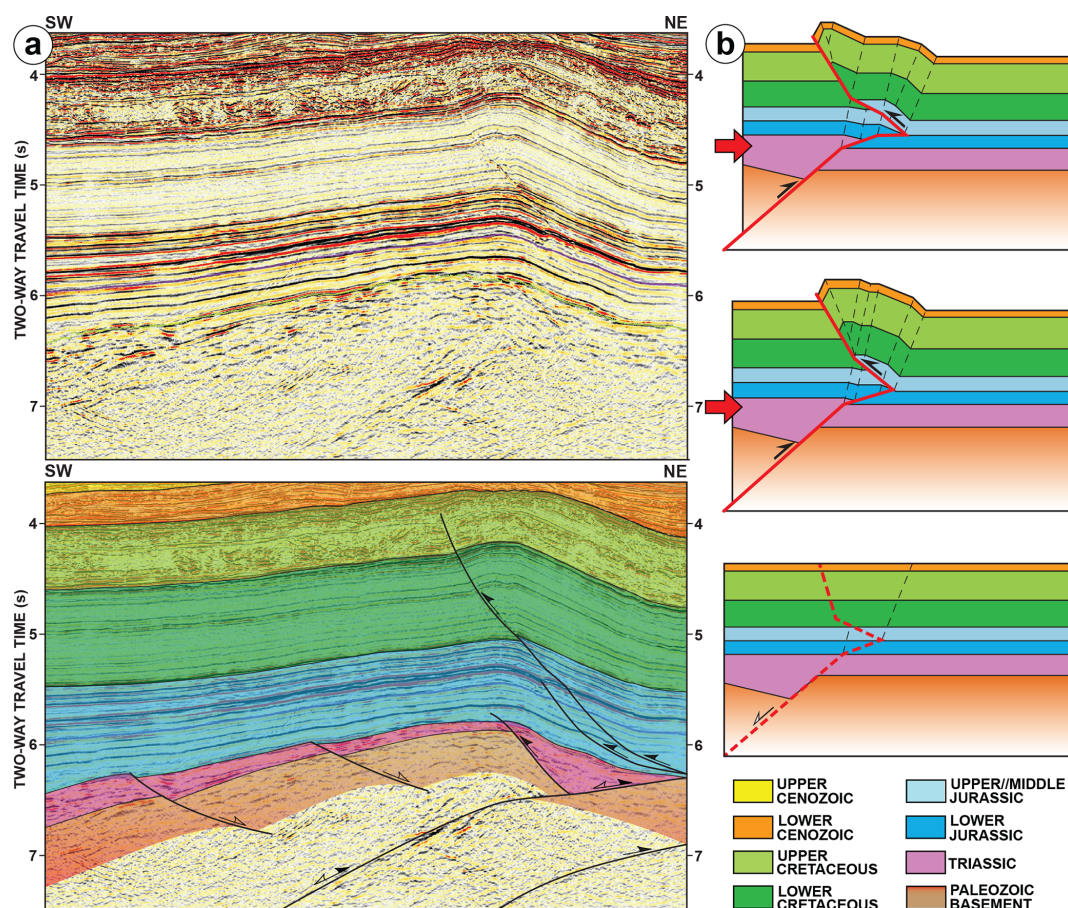 a
SW
NE
TWO-WAY TRAVEL TIME (s)
4
5
6
7
4
5
6
7
SW
NE
TWO-WAY TRAVEL TIME (s)
4
5
6
7
4
5
6
7
b
UPPER
CENOZOIC
LOWER
CENOZOIC
UPPER
CRETACEOUS
LOWER
CRETACEOUS
UPPER//MIDDLE
JURASSIC
LOWER
JURASSIC
TRIASSIC
PALEOZOIC
BASEMENT